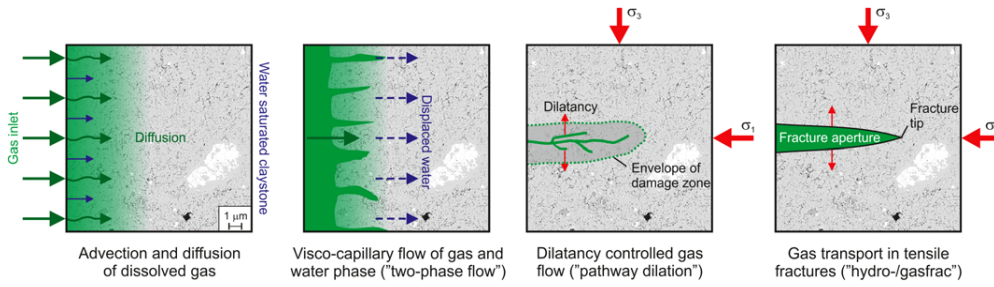 Gas inlet
Diffusion
Water saturated claystone
1 μm
Advection and diffusion
of dissolved gas
Displaced water
Visco-capillary flow of gas and
water phase ("two-phase flow")
σ3
Dilatancy
σ1
Envelope of
damage zone
Dilatancy controlled gas
flow ("pathway dilation")
σ3
Fracture
tip
Fracture aperture
σ
Gas transport in tensile
fractures ("hydro-/gasfrac")